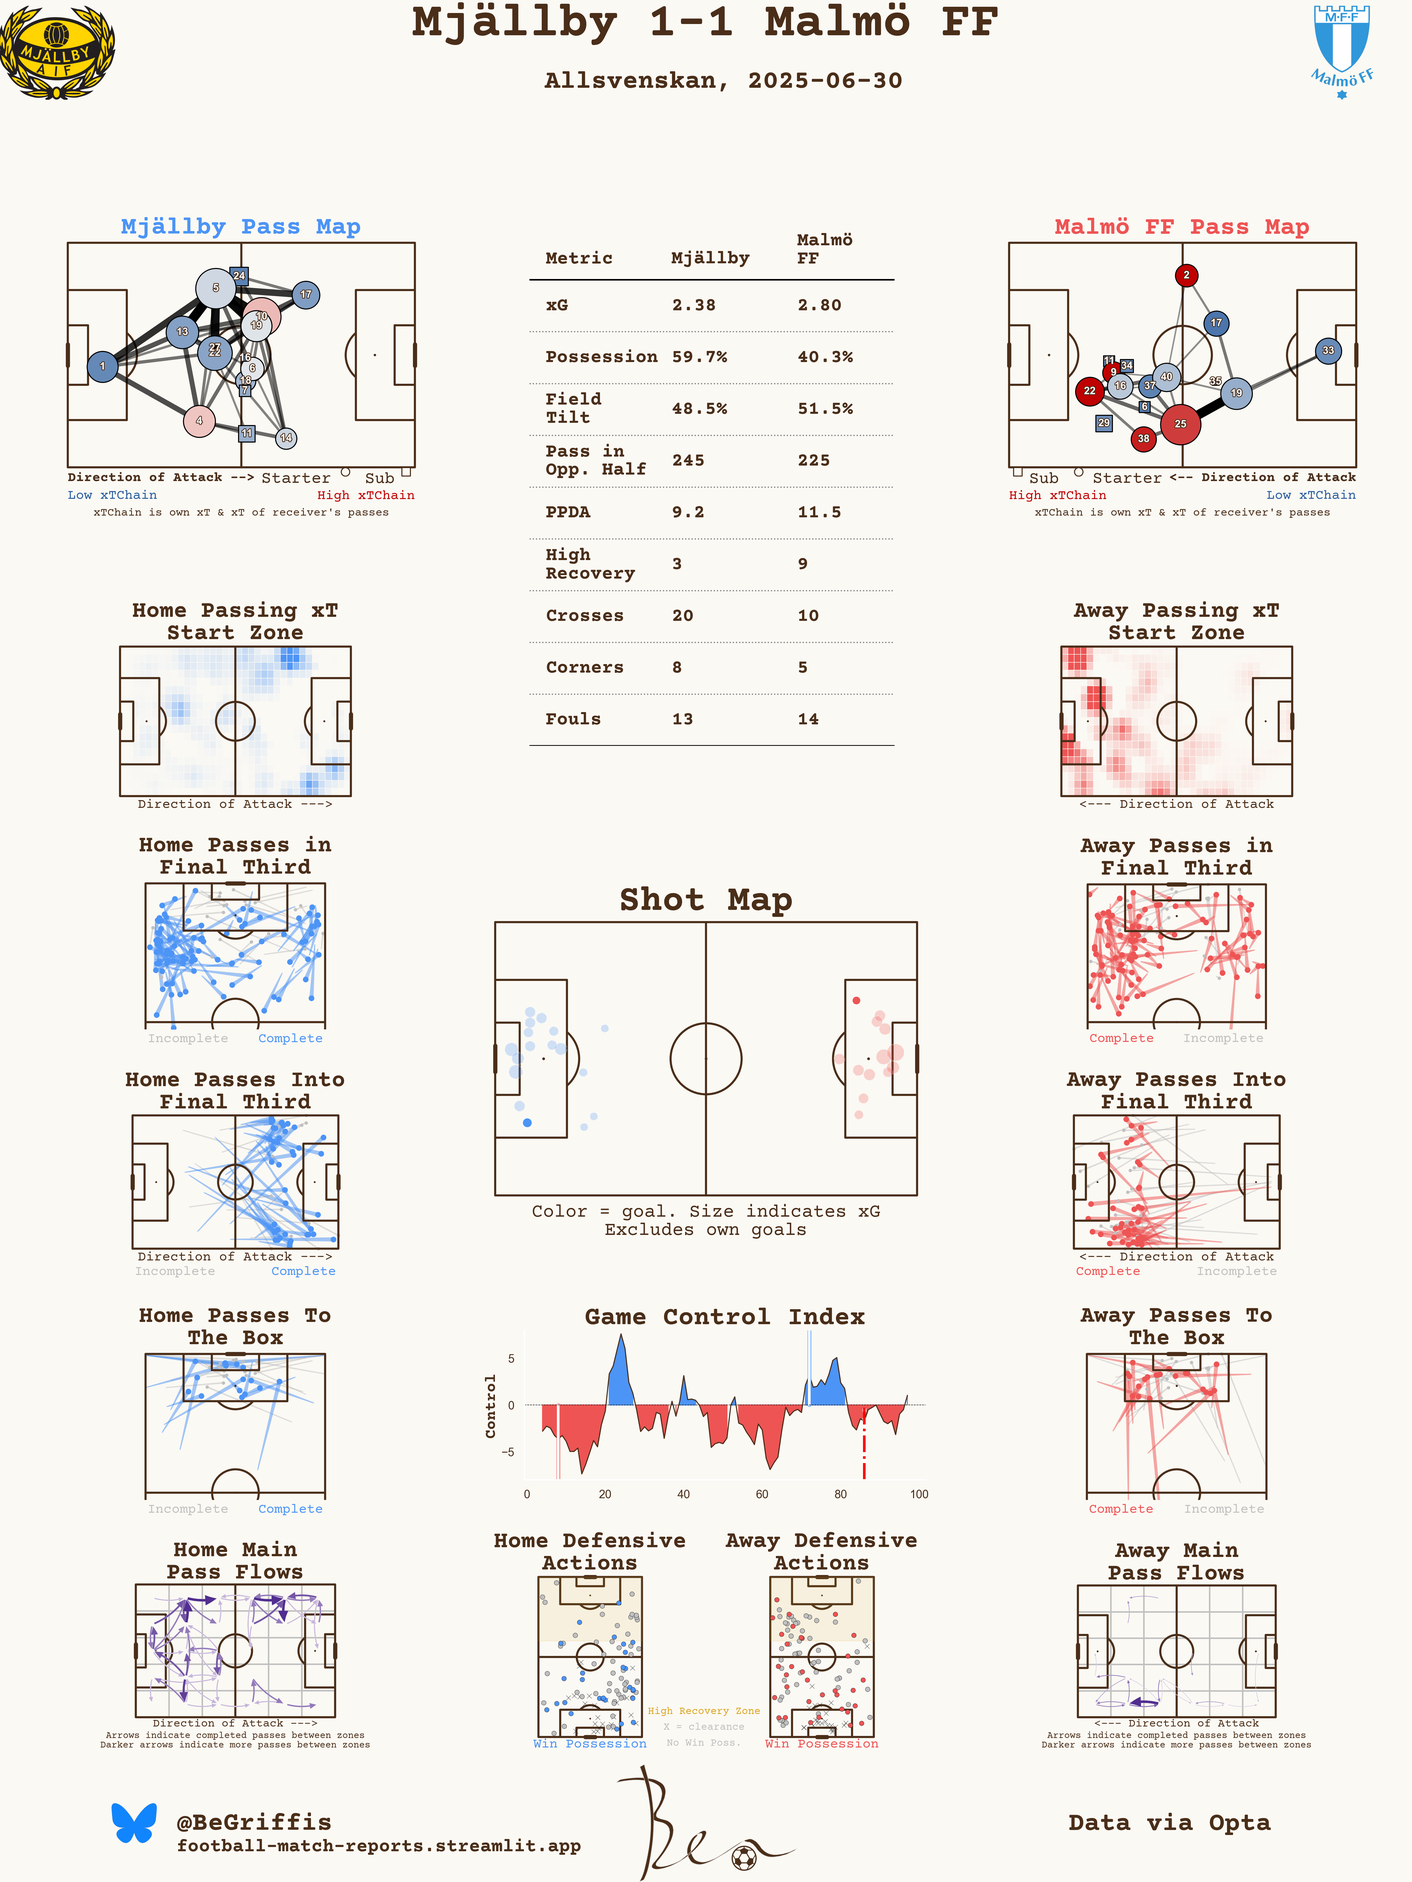 Mjällby 1-1 Malmö FF
Allsvenskan, 2025-06-30
MJÄLLBY
AIF
M·F·F
Malmö FF
Mjällby Pass Map
24
5
17
10
19
13
27
22
16
1
6
18
7
4
11
14
Direction of Attack --> Starter Sub
Low xTChain High xTChain
xTChain is own xT & xT of receiver's passes
Metric Mjällby Malmö FF
xG 2.38 2.80
Possession 59.7% 40.3%
Field Tilt 48.5% 51.5%
Pass in Opp. Half 245 225
PPDA 9.2 11.5
High Recovery 3 9
Crosses 20 10
Corners 8 5
Fouls 13 14
Malmö FF Pass Map
2
17
33
11
34
9
40
35
22
16
37
19
6
29
25
38
Sub Starter <-- Direction of Attack
High xTChain Low xTChain
xTChain is own xT & xT of receiver's passes
Home Passing xT
Start Zone
Direction of Attack --->
Away Passing xT
Start Zone
<--- Direction of Attack
Home Passes in
Final Third
Incomplete Complete
Away Passes in
Final Third
Complete Incomplete
Shot Map
Color = goal. Size indicates xG
Excludes own goals
Home Passes Into
Final Third
Direction of Attack --->
Incomplete Complete
Away Passes Into
Final Third
<--- Direction of Attack
Complete Incomplete
Home Passes To
The Box
Incomplete Complete
Game Control Index
Control
5
0
−5
0 20 40 60 80 100
Away Passes To
The Box
Complete Incomplete
Home Main
Pass Flows
Direction of Attack --->
Arrows indicate completed passes between zones
Darker arrows indicate more passes between zones
Home Defensive
Actions
Win Possession
Away Defensive
Actions
Win Possession
High Recovery Zone
X = clearance
No Win Poss.
Away Main
Pass Flows
<--- Direction of Attack
Arrows indicate completed passes between zones
Darker arrows indicate more passes between zones
@BeGriffis
football-match-reports.streamlit.app
Ben
Data via Opta